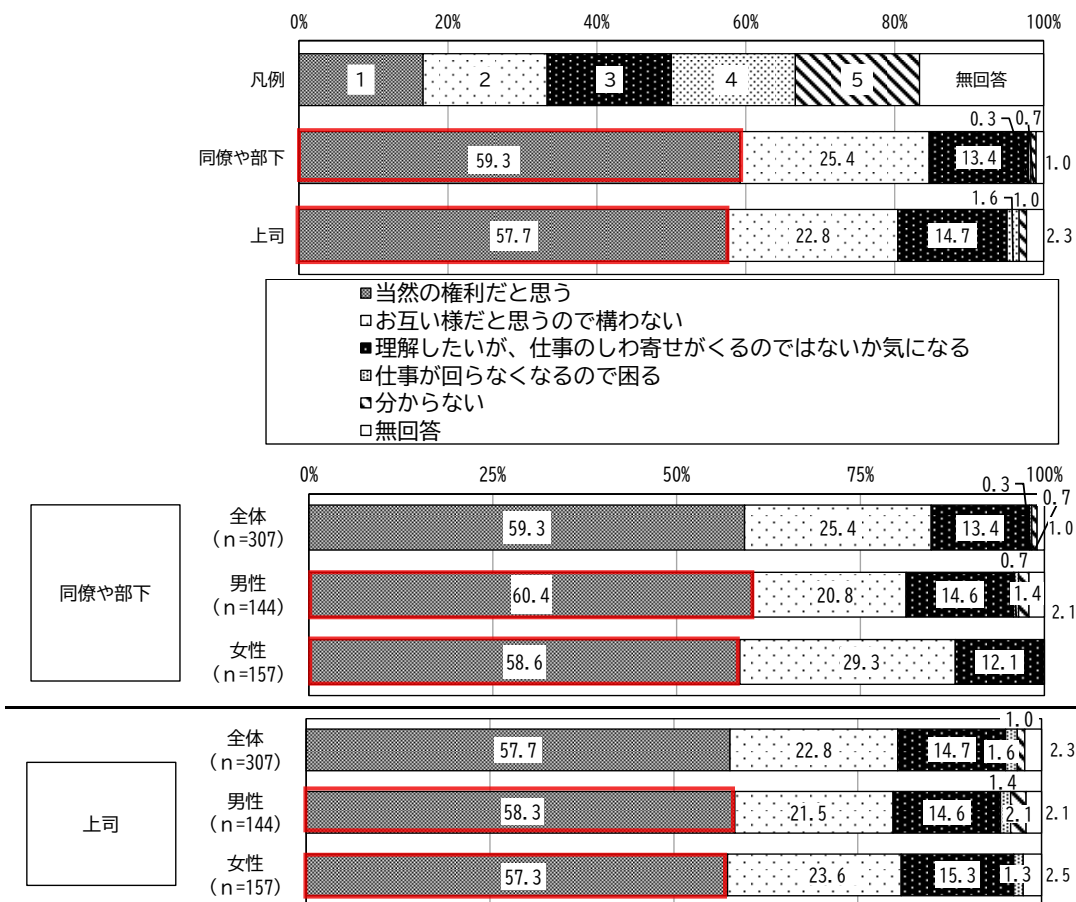 0% 20% 40% 60% 80% 100%
凡例 1 2 3 4 5 無回答
0.3 0.7
同僚や部下 59.3 25.4 13.4 1.0
1.6 1.0
上司 57.7 22.8 14.7 2.3
当然の権利だと思う
お互い様だと思うので構わない
理解したいが、仕事のしわ寄せがくるのではないか気になる
仕事が回らなくなるので困る
分からない
無回答
0% 25% 50% 75% 100%
同僚や部下
0.3 0.7
全体
(n=307) 59.3 25.4 13.4 1.0
0.7
男性
(n=144) 60.4 20.8 14.6 1.4 2.1
女性
(n=157) 58.6 29.3 12.1
上司
1.0
全体
(n=307) 57.7 22.8 14.7 1.6 2.3
1.4
男性
(n=144) 58.3 21.5 14.6 2.1 2.1
女性
(n=157) 57.3 23.6 15.3 1.3 2.5